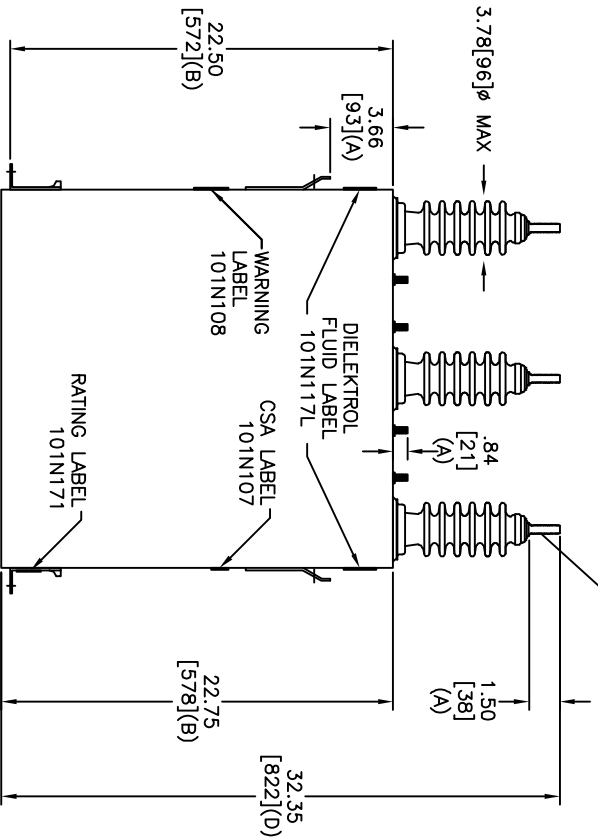 3.78[96]ø MAX
22.50
[572](B)
3.66
[93](A)
WARNING
LABEL
101N108
DIELEKTROL
FLUID LABEL
101N117L
.84
[21]
(A)
RATING LABEL
101N171
CSA LABEL
101N107
1.50
[38]
(A)
22.75
[578](B)
32.35
[822](D)